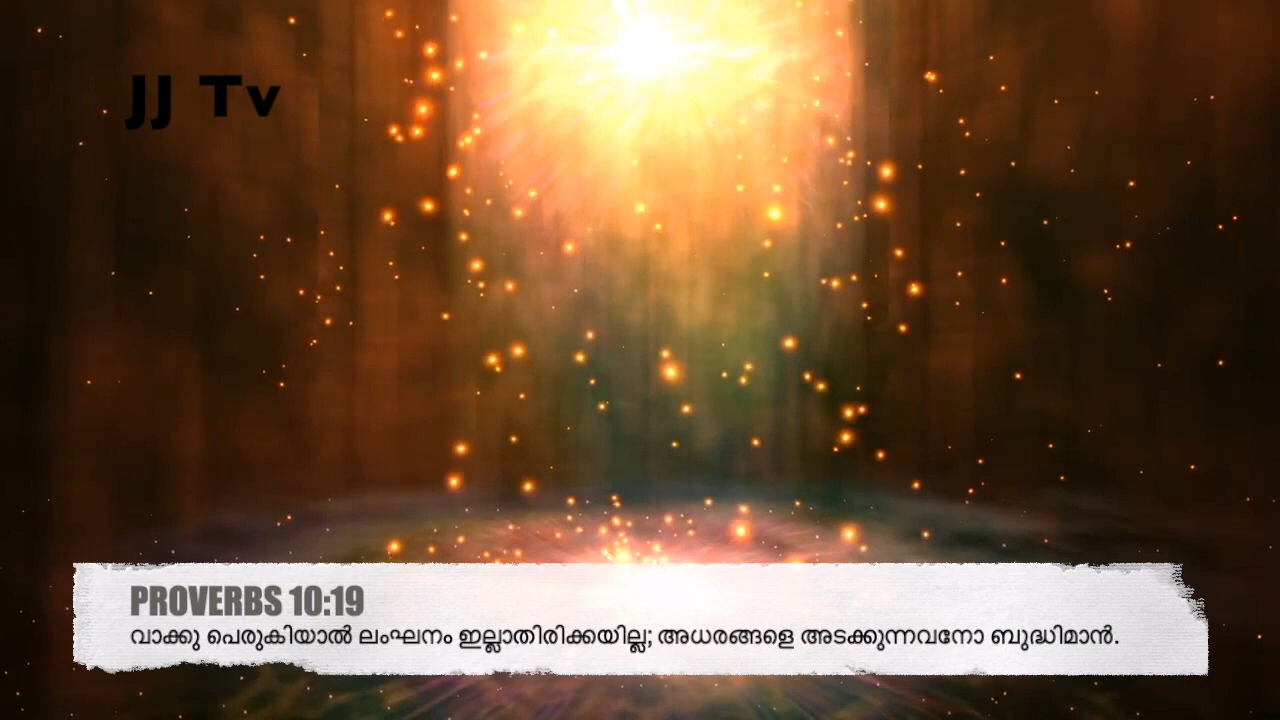 JJ Tv
PROVERBS 10:19
വാക്കു പെരുകിയാൽ ലംഘനം ഇല്ലാതിരിക്കയില്ല; അധരങ്ങളെ അടക്കുന്നവനോ ബുദ്ധിമാൻ.